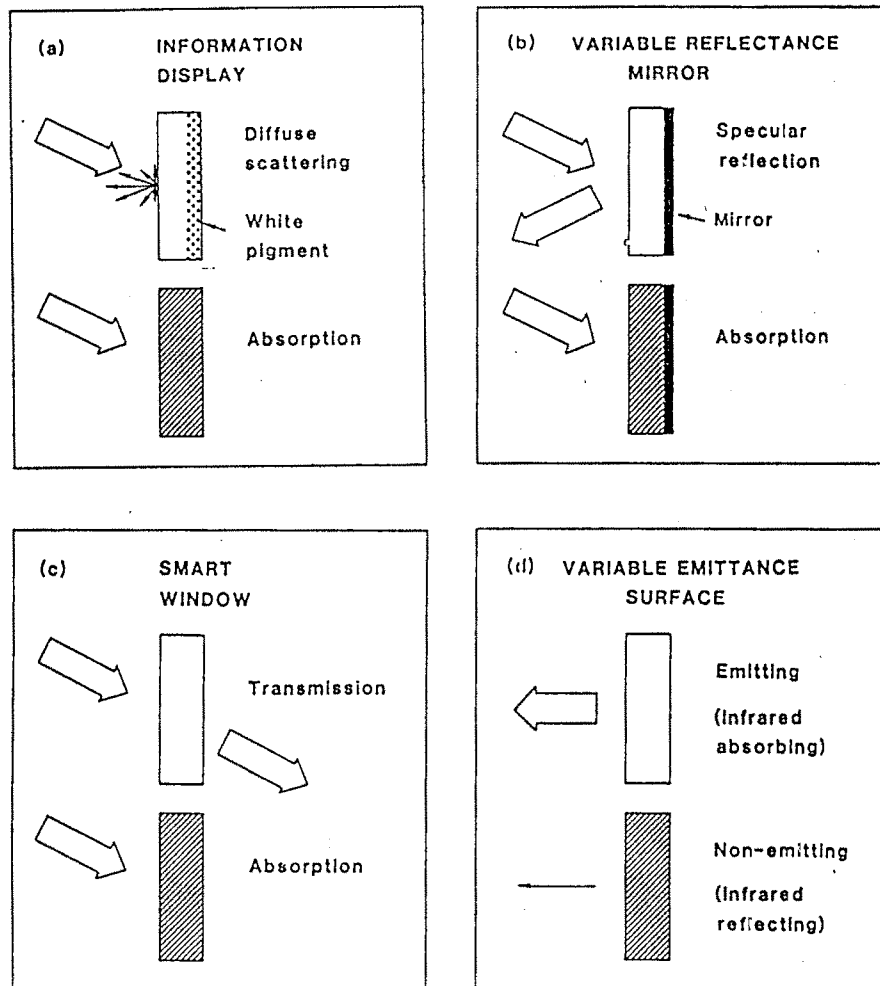 (a) INFORMATION
DISPLAY
Diffuse
scattering
White
pigment
Absorption
(b) VARIABLE REFLECTANCE
MIRROR
Specular
reflection
Mirror
Absorption
(c) SMART
WINDOW
Transmission
Absorption
(d) VARIABLE EMITTANCE
SURFACE
Emitting
(Infrared
absorbing)
Non-emitting
(Infrared
reflecting)